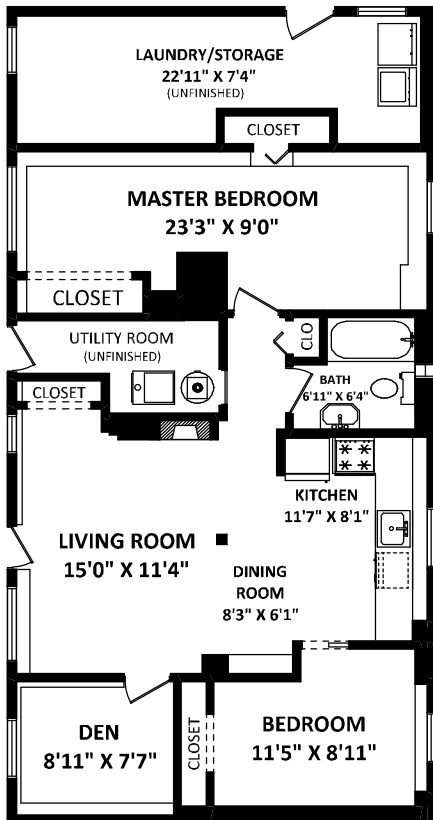 LAUNDRY/STORAGE
22'11" X 7'4"
(UNFINISHED)
CLOSET
MASTER BEDROOM
23'3" X 9'0"
CLOSET
UTILITY ROOM
(UNFINISHED)
CLO
BATH
6'11" X 6'4"
CLOSET
KITCHEN
11'7" X 8'1"
LIVING ROOM
15'0" X 11'4"
DINING
ROOM
8'3" X 6'1"
DEN
8'11" X 7'7"
CLOSET
BEDROOM
11'5" X 8'11"